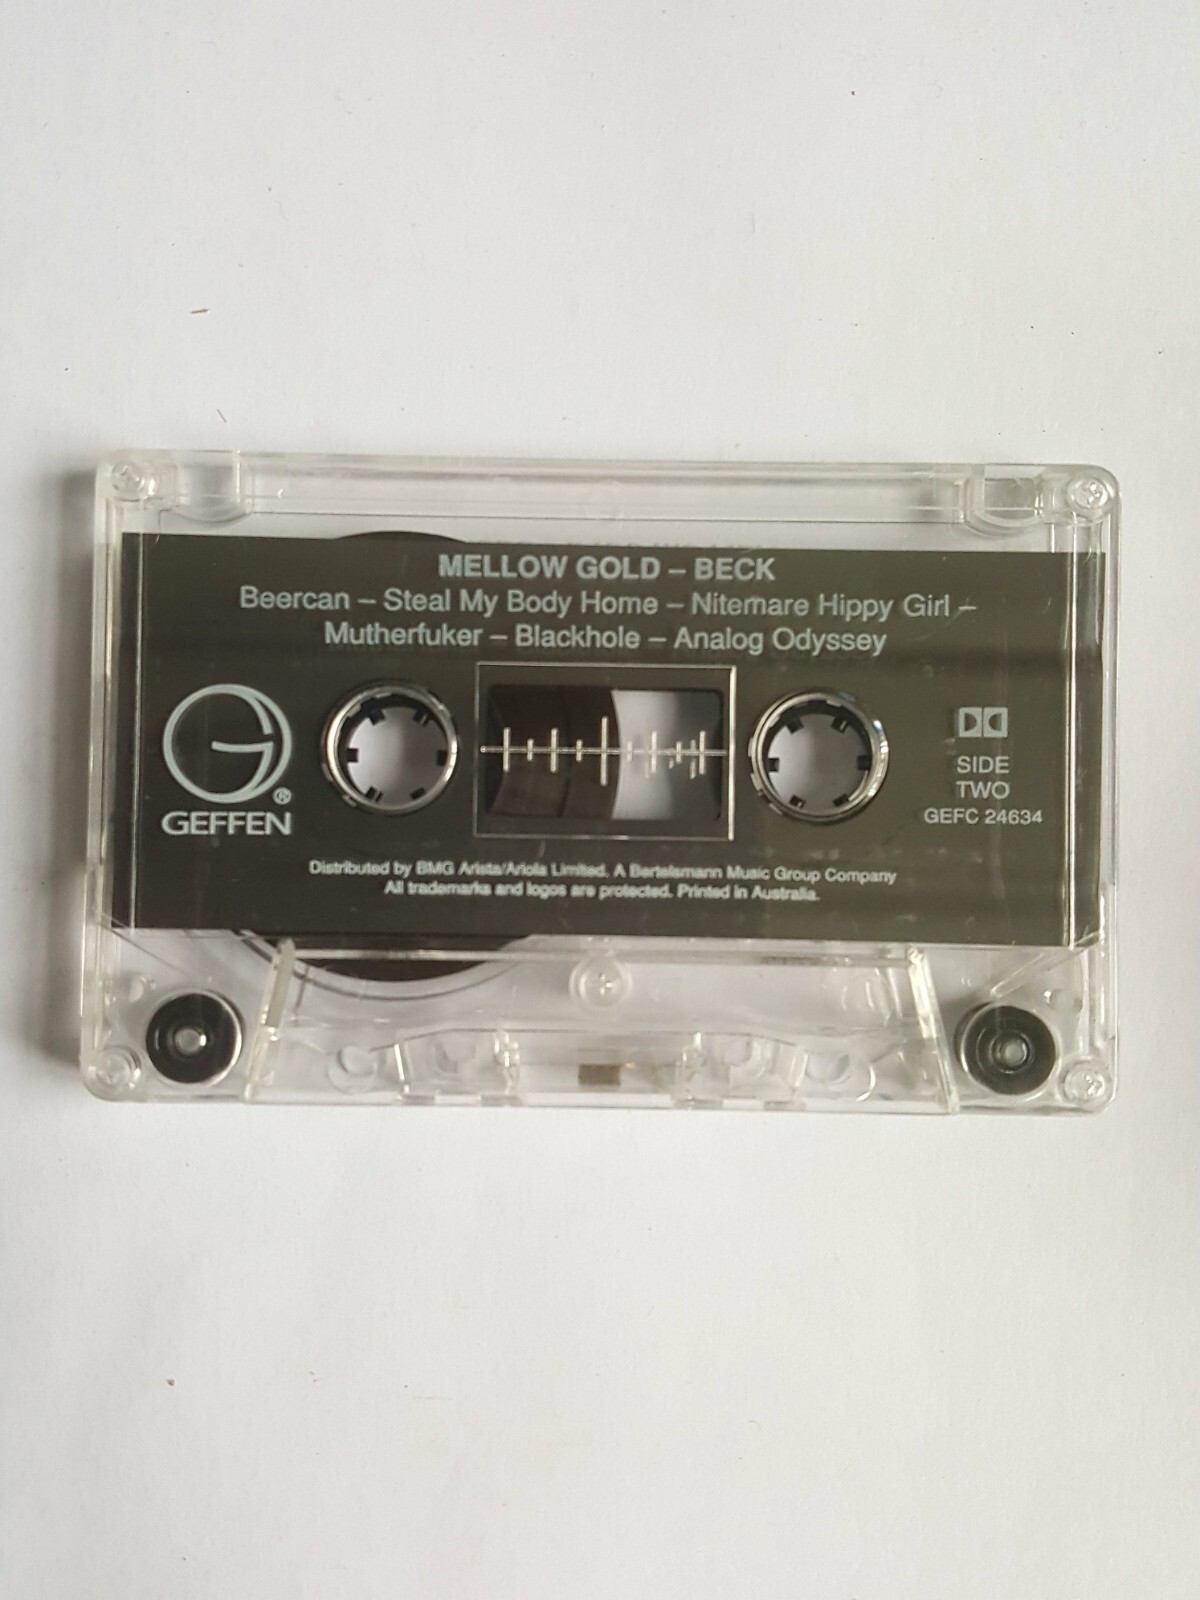 MELLOW GOLD – BECK
Beercan – Steal My Body Home – Nitemare Hippy Girl –
Mutherfuker – Blackhole – Analog Odyssey
GEFFEN®
SIDE
TWO
GEFC 24634
Distributed by BMG Arista/Ariola Limited. A Bertelsmann Music Group Company
All trademarks and logos are protected. Printed in Australia.